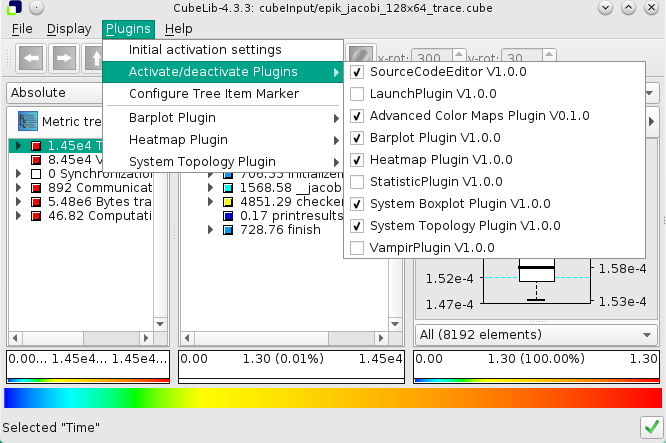 CubeLib-4.3.3: cubeInput/epik_jacobi_128x64_trace.cube
File Display Plugins Help
Initial activation settings
Activate/deactivate Plugins
Configure Tree Item Marker
Barplot Plugin
Heatmap Plugin
System Topology Plugin
SourceCodeEditor V1.0.0
LaunchPlugin V1.0.0
Advanced Color Maps Plugin V0.1.0
Barplot Plugin V1.0.0
Heatmap Plugin V1.0.0
StatisticPlugin V1.0.0
System Boxplot Plugin V1.0.0
System Topology Plugin V1.0.0
VampirPlugin V1.0.0
x-rot: 300 y-rot: 30
Absolute
Metric tre
1.45e4 T
8.45e4 V
0 Synchronizatio
892 Communicat
5.48e6 Bytes tra
46.82 Computati
706.55 initializ
1568.58 __jacob
4851.29 checker
0.17 printresults
728.76 finish
1.52e-4 1.58e-4
1.47e-4 1.53e-4
All (8192 elements)
0.00... 1.45e4... 1.45e4...
0.00 1.30 (0.01%) 1.45e4
0.00 1.30 (100.00%) 1.30
Selected "Time"